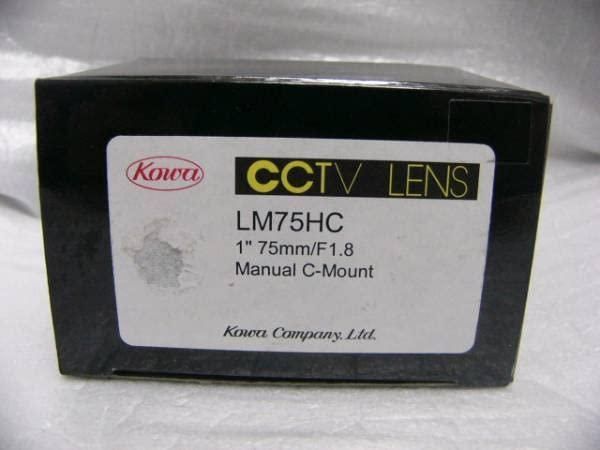 Kowa
CCTV LENS
LM75HC
1" 75mm/F1.8
Manual C-Mount
Kowa Company. Ltd.